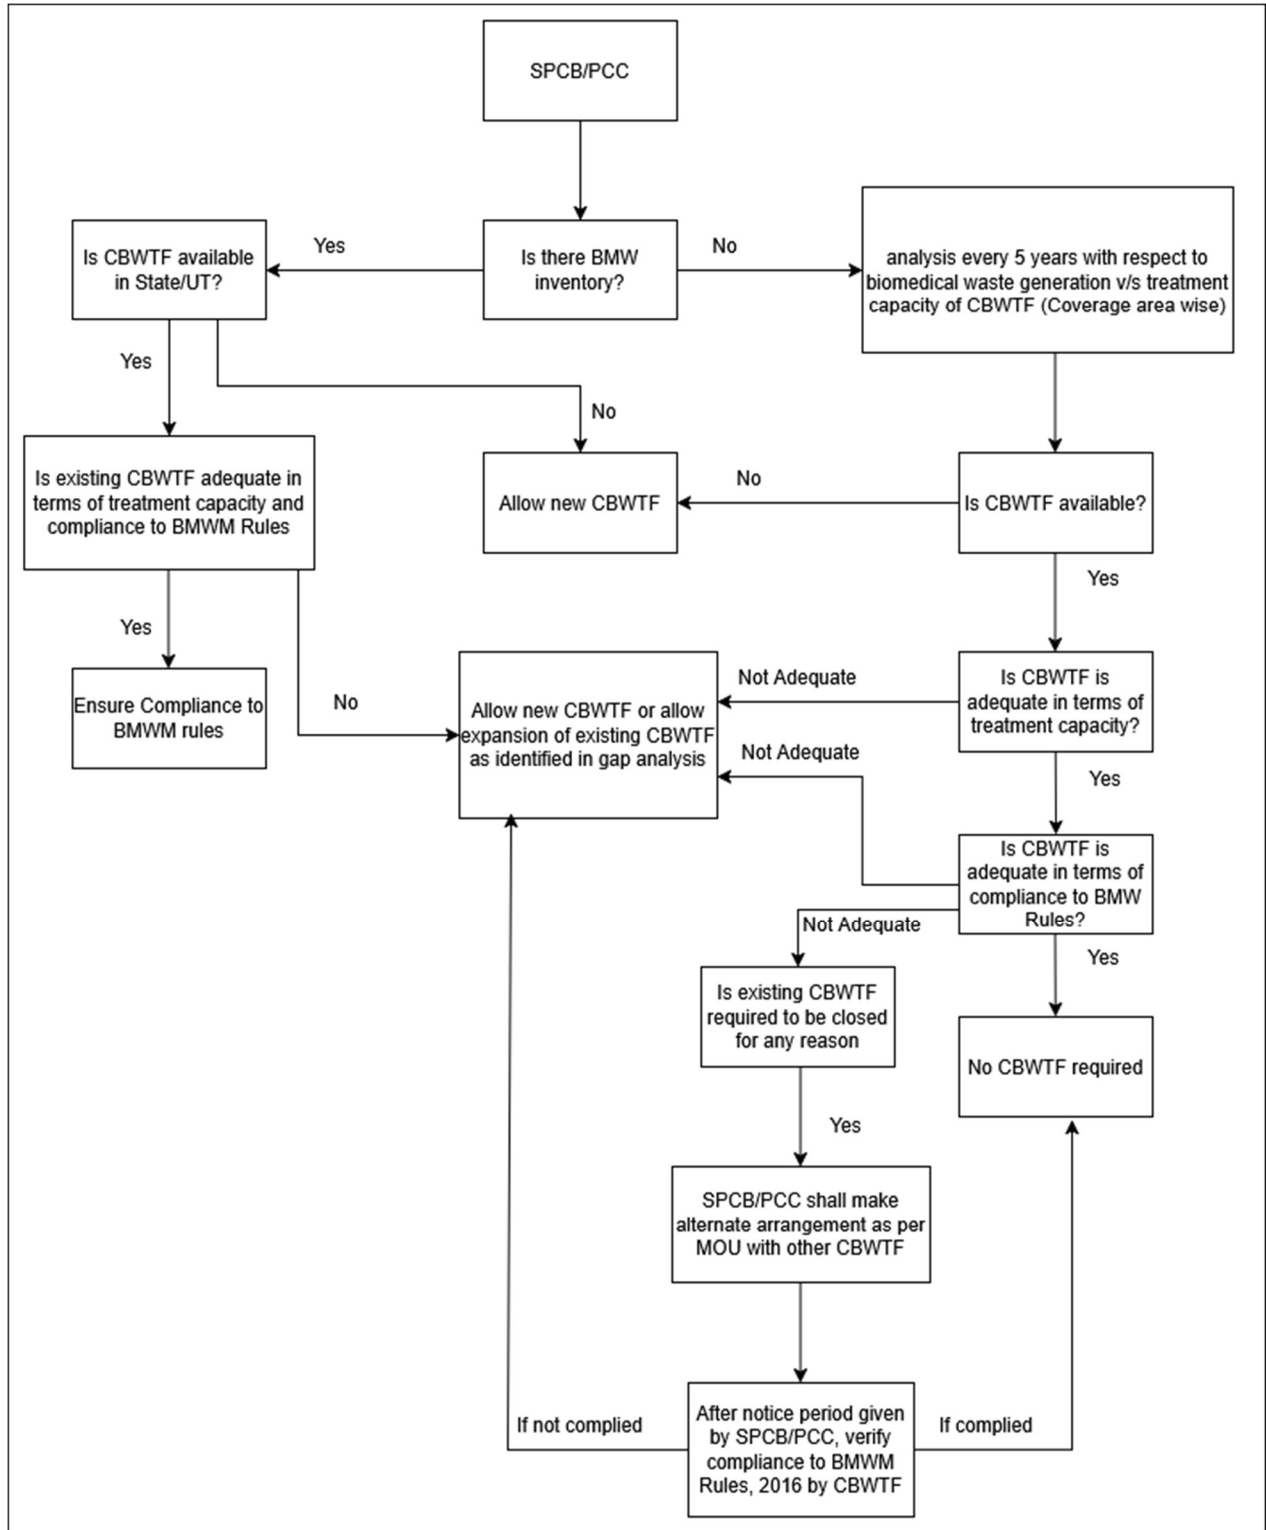 SPCB/PCC
Is CBWTF available
in State/UT?
Yes
Is there BMW
inventory?
No
analysis every 5 years with respect to
biomedical waste generation v/s treatment
capacity of CBWTF (Coverage area wise)
Yes
No
Is existing CBWTF adequate in
terms of treatment capacity and
compliance to BMWM Rules
Allow new CBWTF
No
Is CBWTF available?
Yes
Yes
Ensure Compliance to
BMWM rules
No
Allow new CBWTF or allow
expansion of existing CBWTF
as identified in gap analysis
Not Adequate
Not Adequate
Is CBWTF is
adequate in terms of
treatment capacity?
Yes
Is CBWTF is
adequate in terms of
compliance to BMW
Rules?
Not Adequate
Yes
Is existing CBWTF
required to be closed
for any reason
No CBWTF required
Yes
SPCB/PCC shall make
alternate arrangement as per
MOU with other CBWTF
If not complied
After notice period given
by SPCB/PCC, verify
compliance to BMWM
Rules, 2016 by CBWTF
If complied